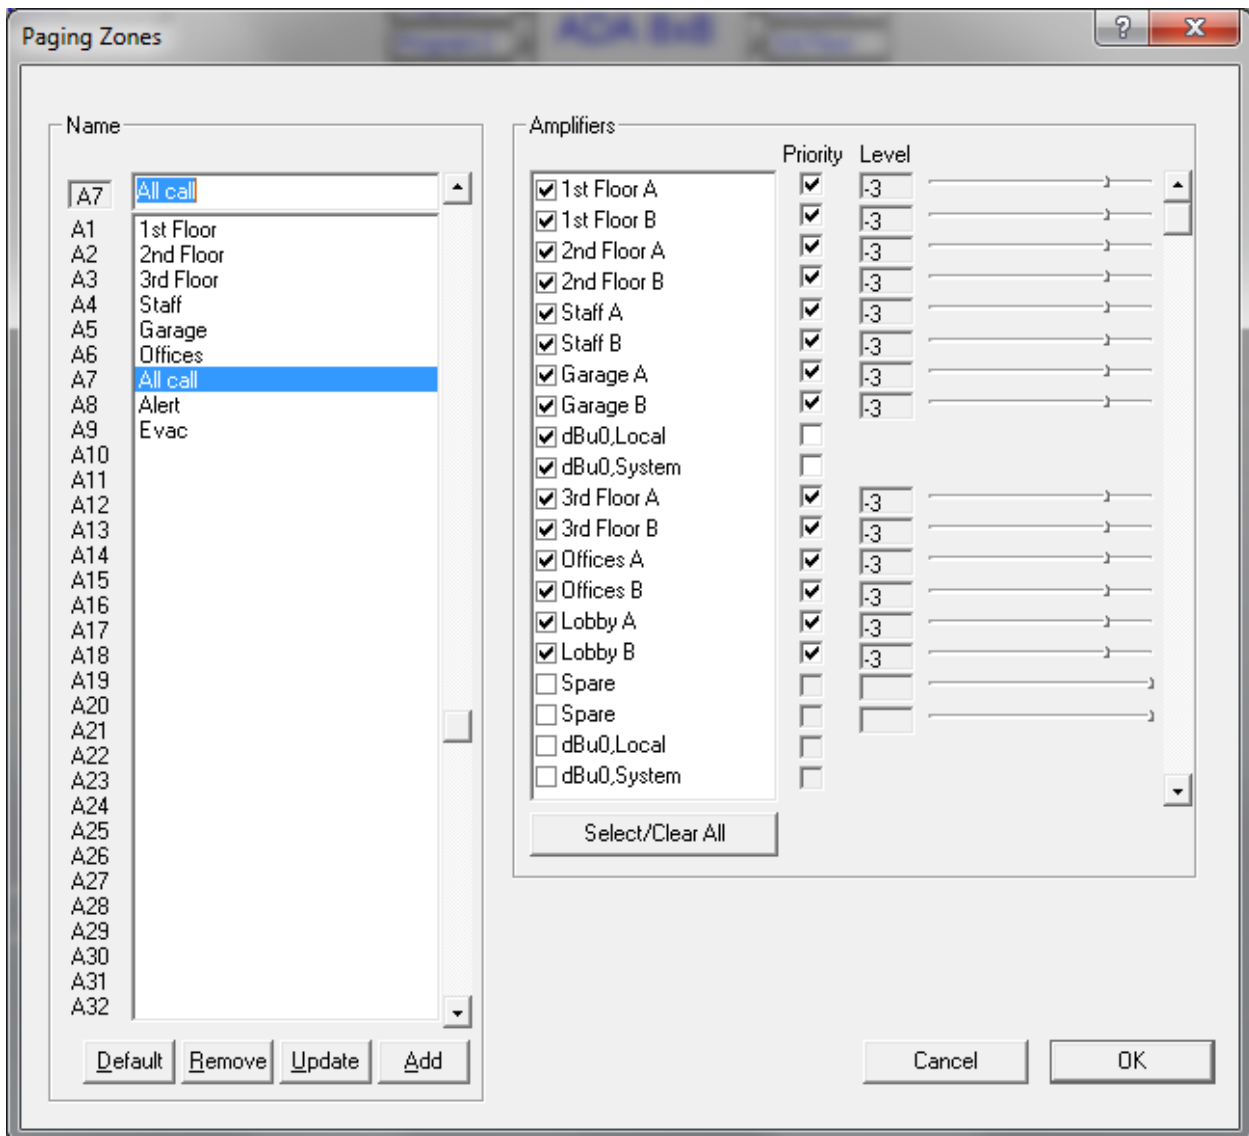 Paging Zones
ADA 8x8
Name
A7 All call
A1 1st Floor
A2 2nd Floor
A3 3rd Floor
A4 Staff
A5 Garage
A6 Offices
A7 All call
A8 Alert
A9 Evac
A10
A11
A12
A13
A14
A15
A16
A17
A18
A19
A20
A21
A22
A23
A24
A25
A26
A27
A28
A29
A30
A31
A32
Default Remove Update Add
Amplifiers
Priority Level
1st Floor A -3
1st Floor B -3
2nd Floor A -3
2nd Floor B -3
Staff A -3
Staff B -3
Garage A -3
Garage B -3
dBu0,Local
dBu0,System
3rd Floor A -3
3rd Floor B -3
Offices A -3
Offices B -3
Lobby A -3
Lobby B -3
Spare
Spare
dBu0,Local
dBu0,System
Select/Clear All
Cancel OK